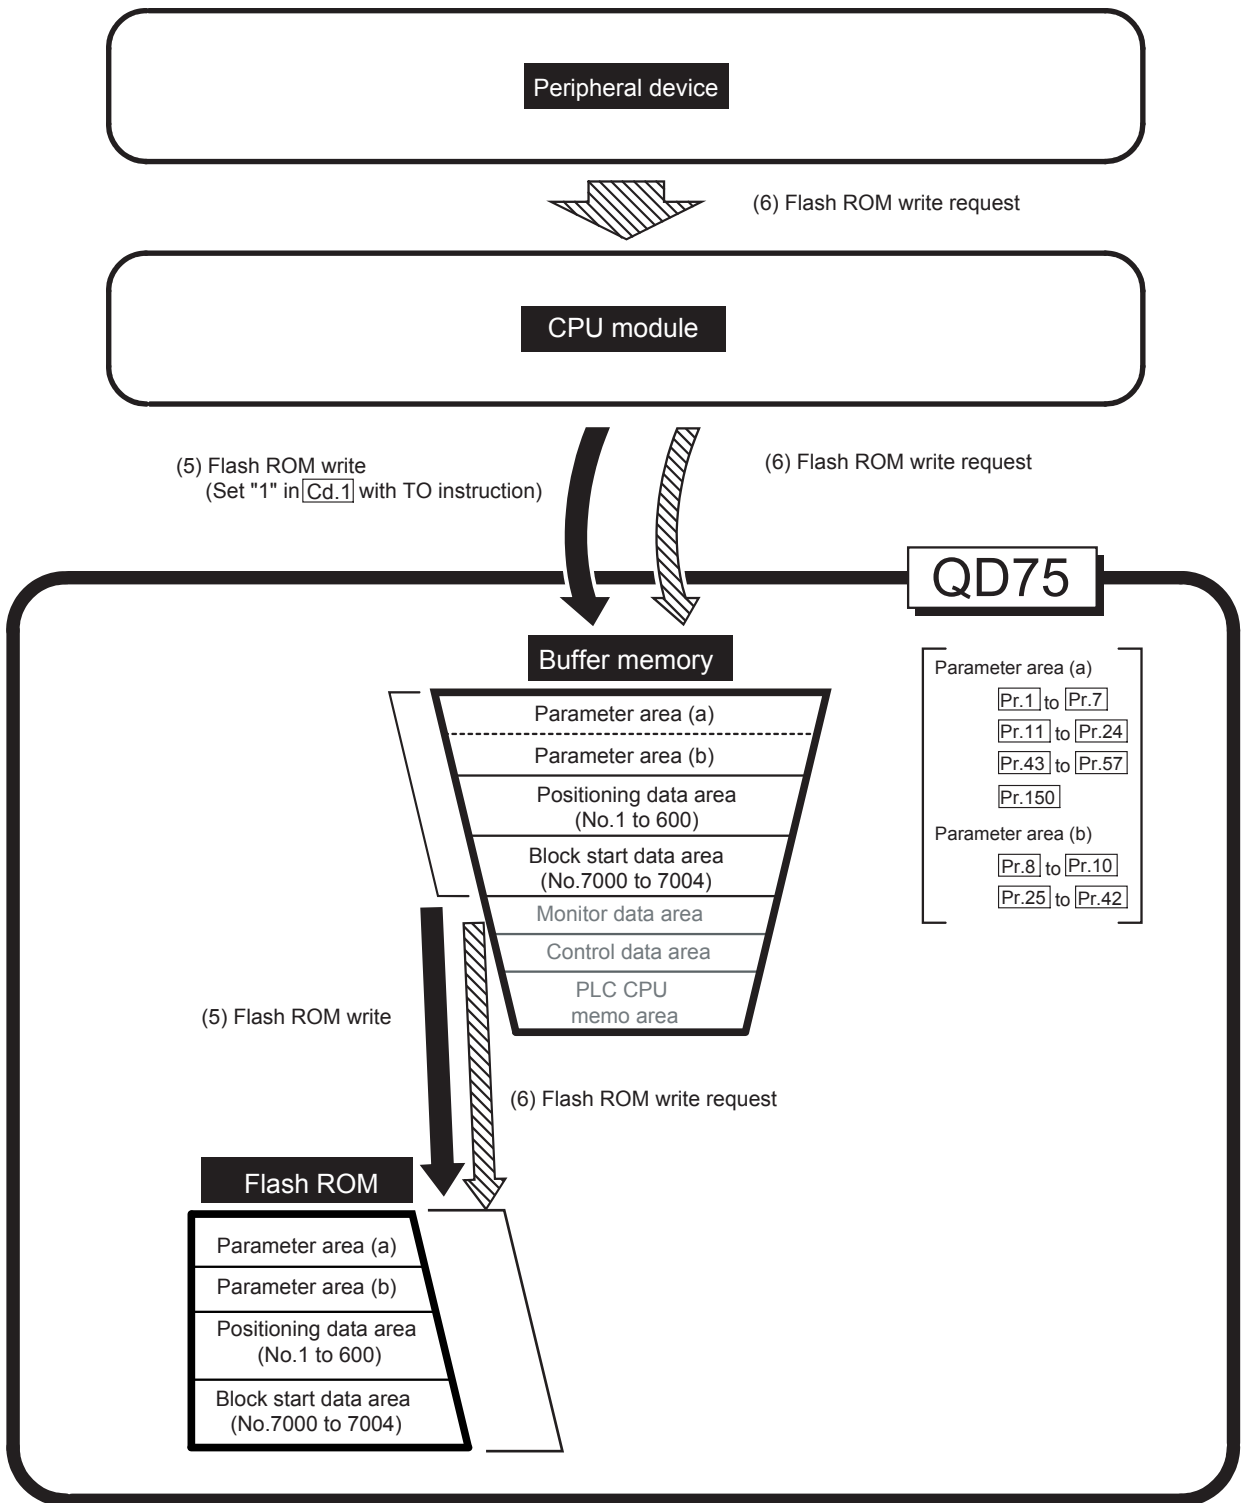 Peripheral device
(6) Flash ROM write request
CPU module
(5) Flash ROM write
(Set "1" in Cd.1 with TO instruction)
(6) Flash ROM write request
QD75
Buffer memory
Parameter area (a)
Parameter area (b)
Positioning data area
(No.1 to 600)
Block start data area
(No.7000 to 7004)
Monitor data area
Control data area
PLC CPU
memo area
Parameter area (a)
Pr.1 to Pr.7
Pr.11 to Pr.24
Pr.43 to Pr.57
Pr.150
Parameter area (b)
Pr.8 to Pr.10
Pr.25 to Pr.42
(5) Flash ROM write
(6) Flash ROM write request
Flash ROM
Parameter area (a)
Parameter area (b)
Positioning data area
(No.1 to 600)
Block start data area
(No.7000 to 7004)